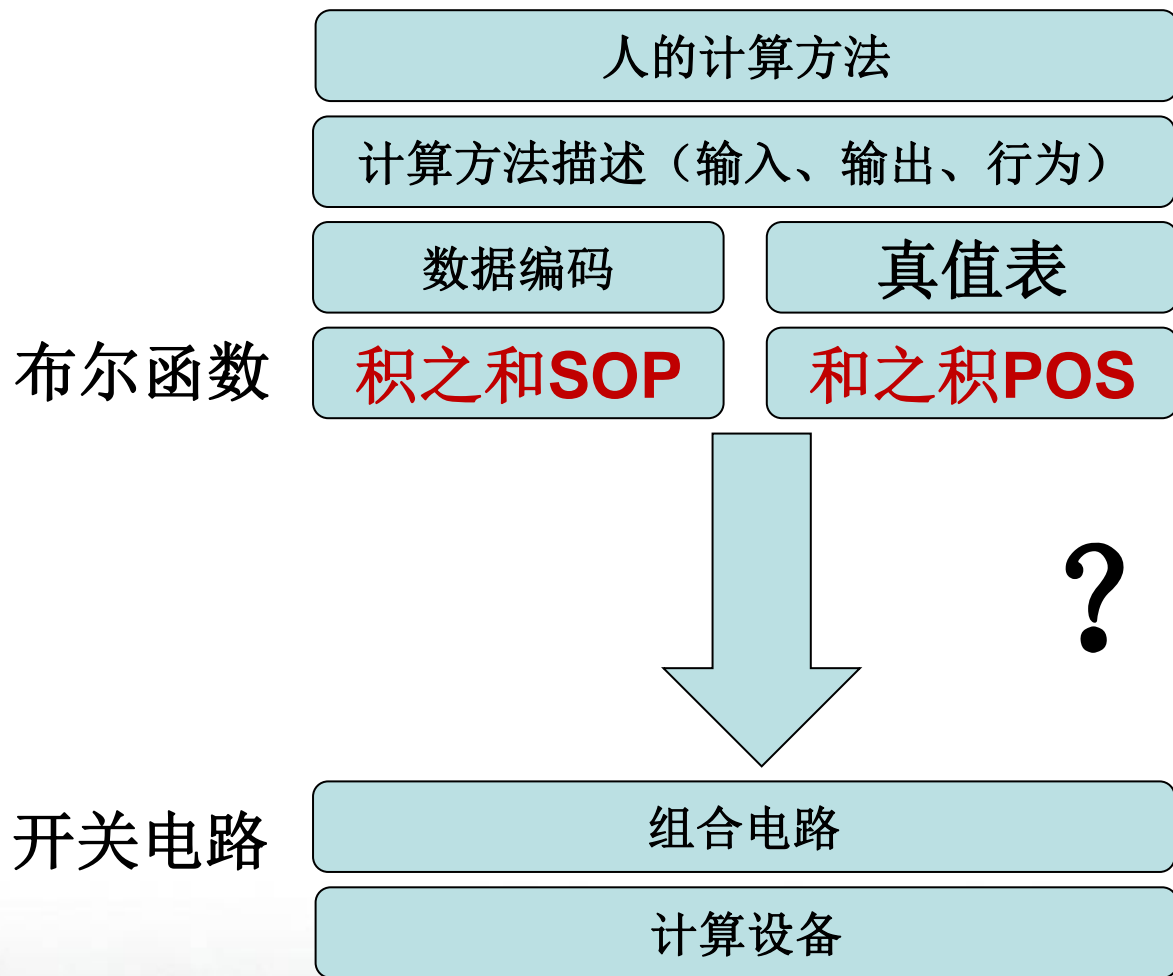 人的计算方法
计算方法描述（输入、输出、行为）
数据编码
真值表
布尔函数
积之和SOP
和之积POS
?
开关电路
组合电路
计算设备